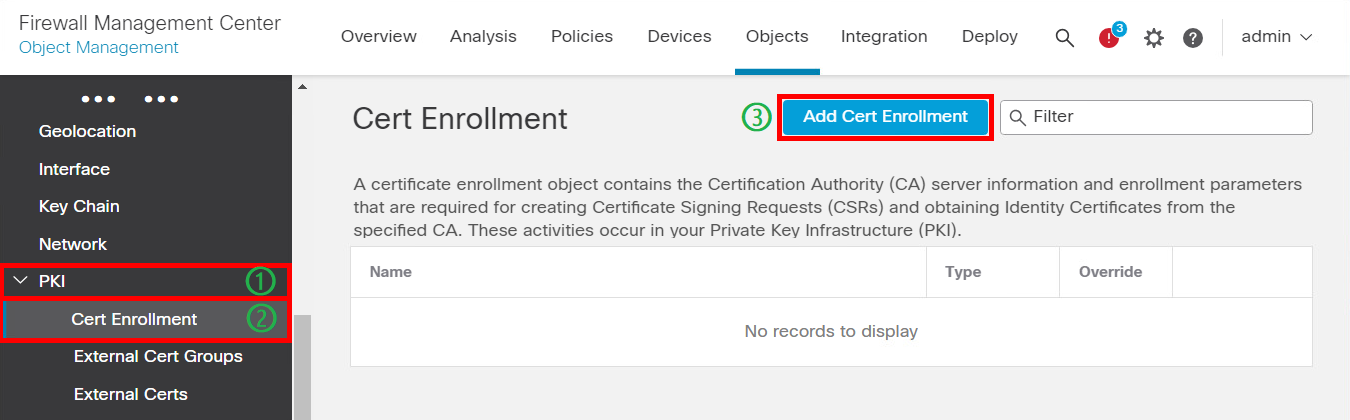 Firewall Management Center
Object Management
Overview Analysis Policies Devices Objects Integration Deploy 3 admin
Geolocation
Interface
Key Chain
Network
PKI ①
Cert Enrollment ②
External Cert Groups
External Certs
Cert Enrollment ③ Add Cert Enrollment Filter
A certificate enrollment object contains the Certification Authority (CA) server information and enrollment parameters
that are required for creating Certificate Signing Requests (CSRs) and obtaining Identity Certificates from the
specified CA. These activities occur in your Private Key Infrastructure (PKI).
Name Type Override
No records to display